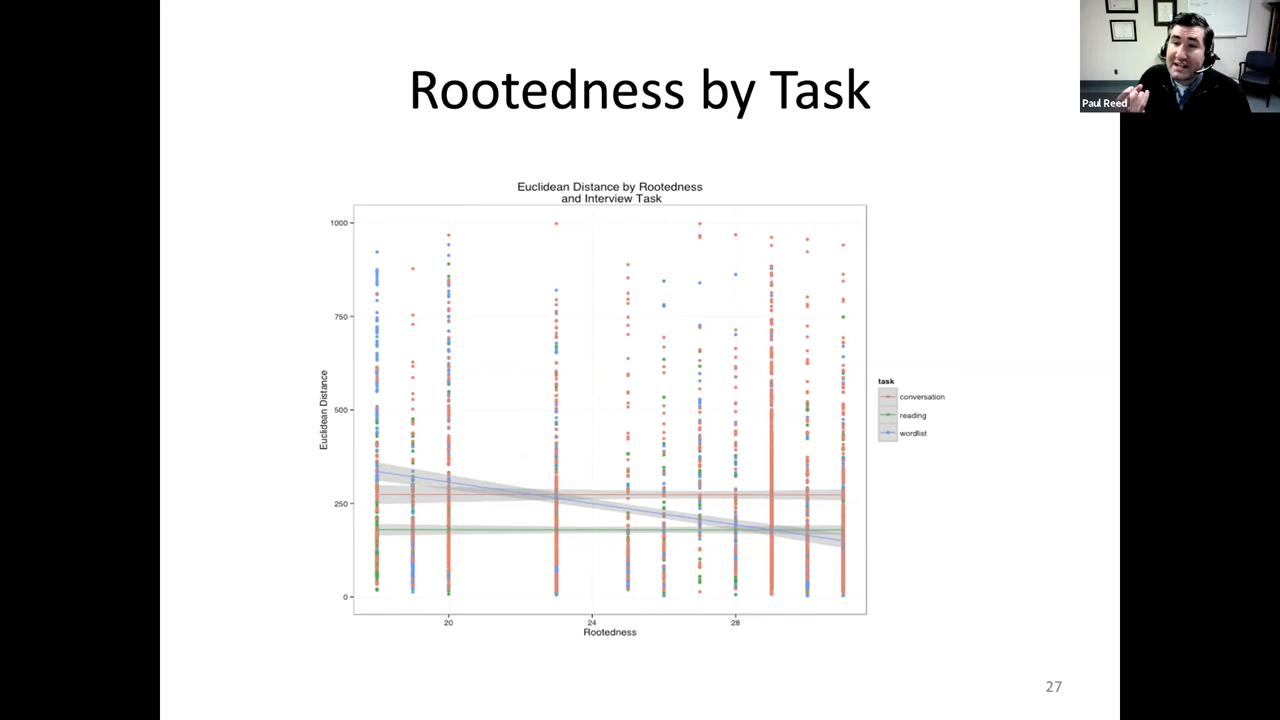 Rootedness by Task
Paul Reed
Euclidean Distance by Rootedness
and Interview Task
Euclidean Distance
1000
750
500
250
0
20
24
28
Rootedness
task
conversation
reading
wordlist
27